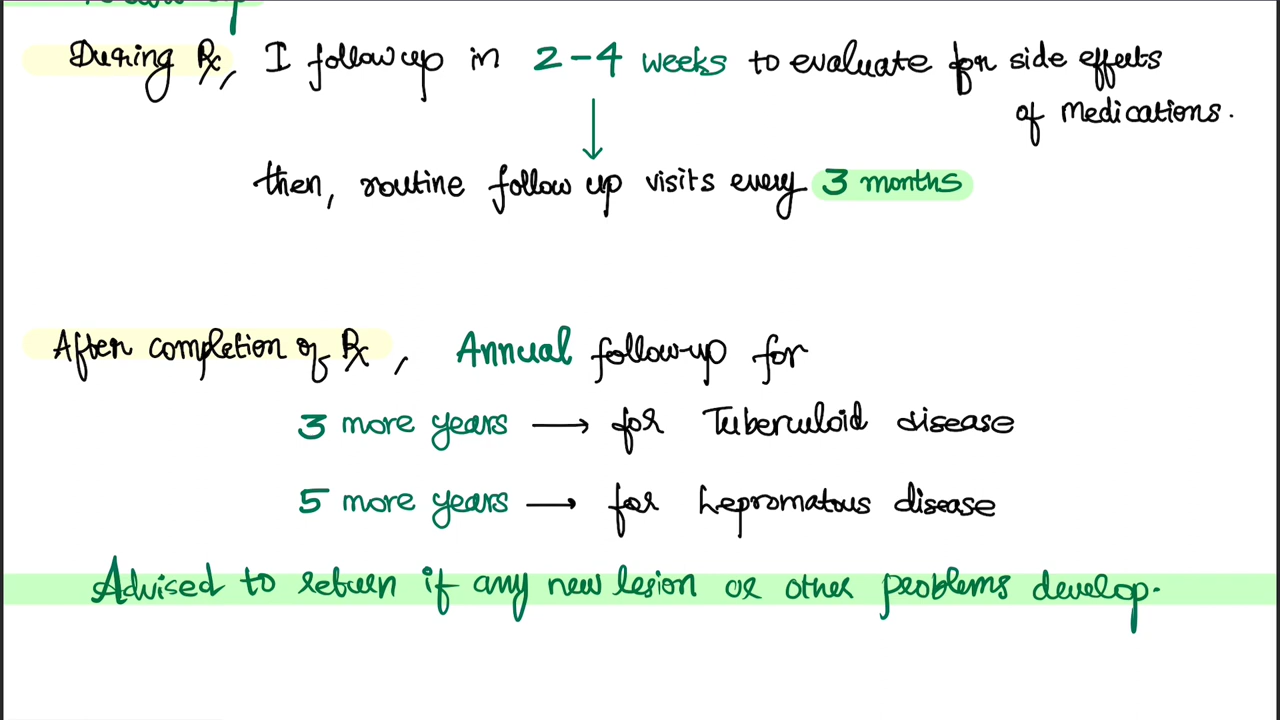 During Rx, I follow up in 2-4 weeks to evaluate for side effects
of medications.
↓
then, routine follow up visits every 3 months
After completion of Rx, Annual follow-up for
3 more years → for Tuberculoid disease
5 more years → for Lepromatous disease
Advised to return if any new lesion or other problems develop.